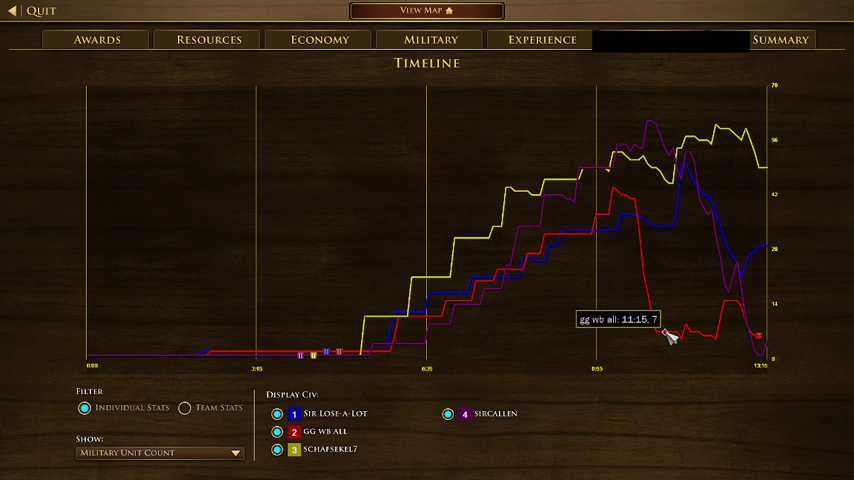 QUIT
VIEW MAP
AWARDS
RESOURCES
ECONOMY
MILITARY
EXPERIENCE
SUMMARY
TIMELINE
70
56
42
28
14
0
gg wb all: 11:15, 7
0:00
3:15
6:35
9:55
13:15
FILTER
INDIVIDUAL STATS
TEAM STATS
SHOW:
MILITARY UNIT COUNT
DISPLAY CIV:
1 SIR LOSE-A-LOT
2 GG WB ALL
3 SCHAFSEKEL7
4 SIRCALLEN